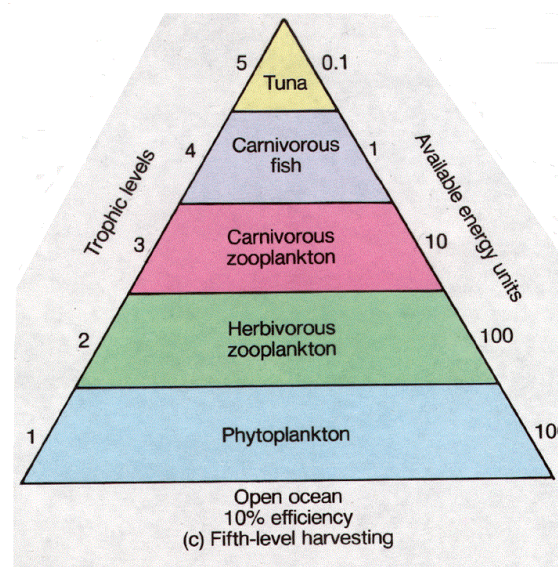 5
0.1
Tuna
4
Carnivorous
fish
1
Trophic levels
Available energy units
3
Carnivorous
zooplankton
10
2
Herbivorous
zooplankton
100
1
Phytoplankton
100
Open ocean
10% efficiency
(c) Fifth-level harvesting